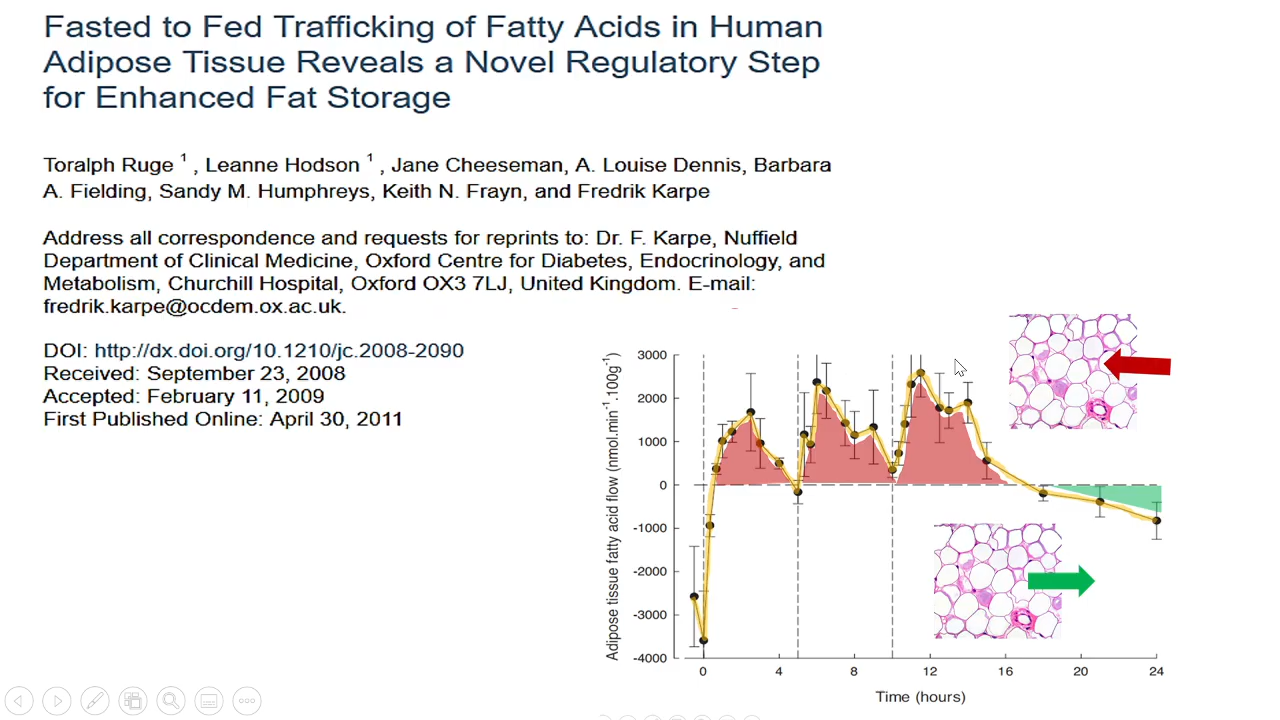 Fasted to Fed Trafficking of Fatty Acids in Human
Adipose Tissue Reveals a Novel Regulatory Step
for Enhanced Fat Storage
Toralph Ruge 1 , Leanne Hodson 1 , Jane Cheeseman, A. Louise Dennis, Barbara
A. Fielding, Sandy M. Humphreys, Keith N. Frayn, and Fredrik Karpe
Address all correspondence and requests for reprints to: Dr. F. Karpe, Nuffield
Department of Clinical Medicine, Oxford Centre for Diabetes, Endocrinology, and
Metabolism, Churchill Hospital, Oxford OX3 7LJ, United Kingdom. E-mail:
fredrik.karpe@ocdem.ox.ac.uk.
DOI: http://dx.doi.org/10.1210/jc.2008-2090
Received: September 23, 2008
Accepted: February 11, 2009
First Published Online: April 30, 2011
Adipose tissue fatty acid flow (nmol.min-1.100g-1)
3000
2000
1000
0
-1000
-2000
-3000
-4000
0 4 8 12 16 20 24
Time (hours)